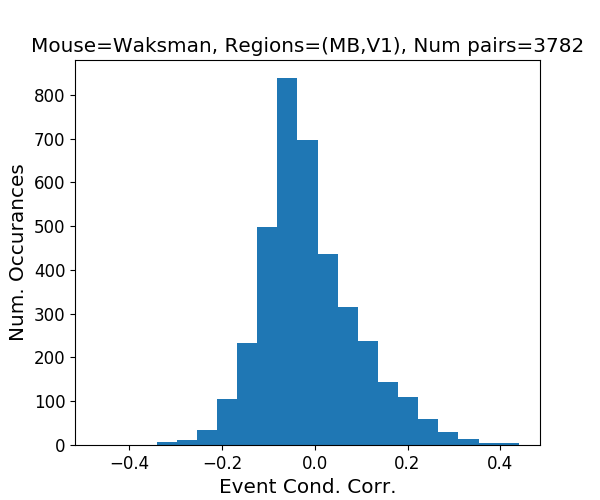 Mouse=Waksman, Regions=(MB,V1), Num pairs=3782
800
700
600
500
400
300
200
100
0
Num. Occurances
−0.4 −0.2 0.0 0.2 0.4
Event Cond. Corr.